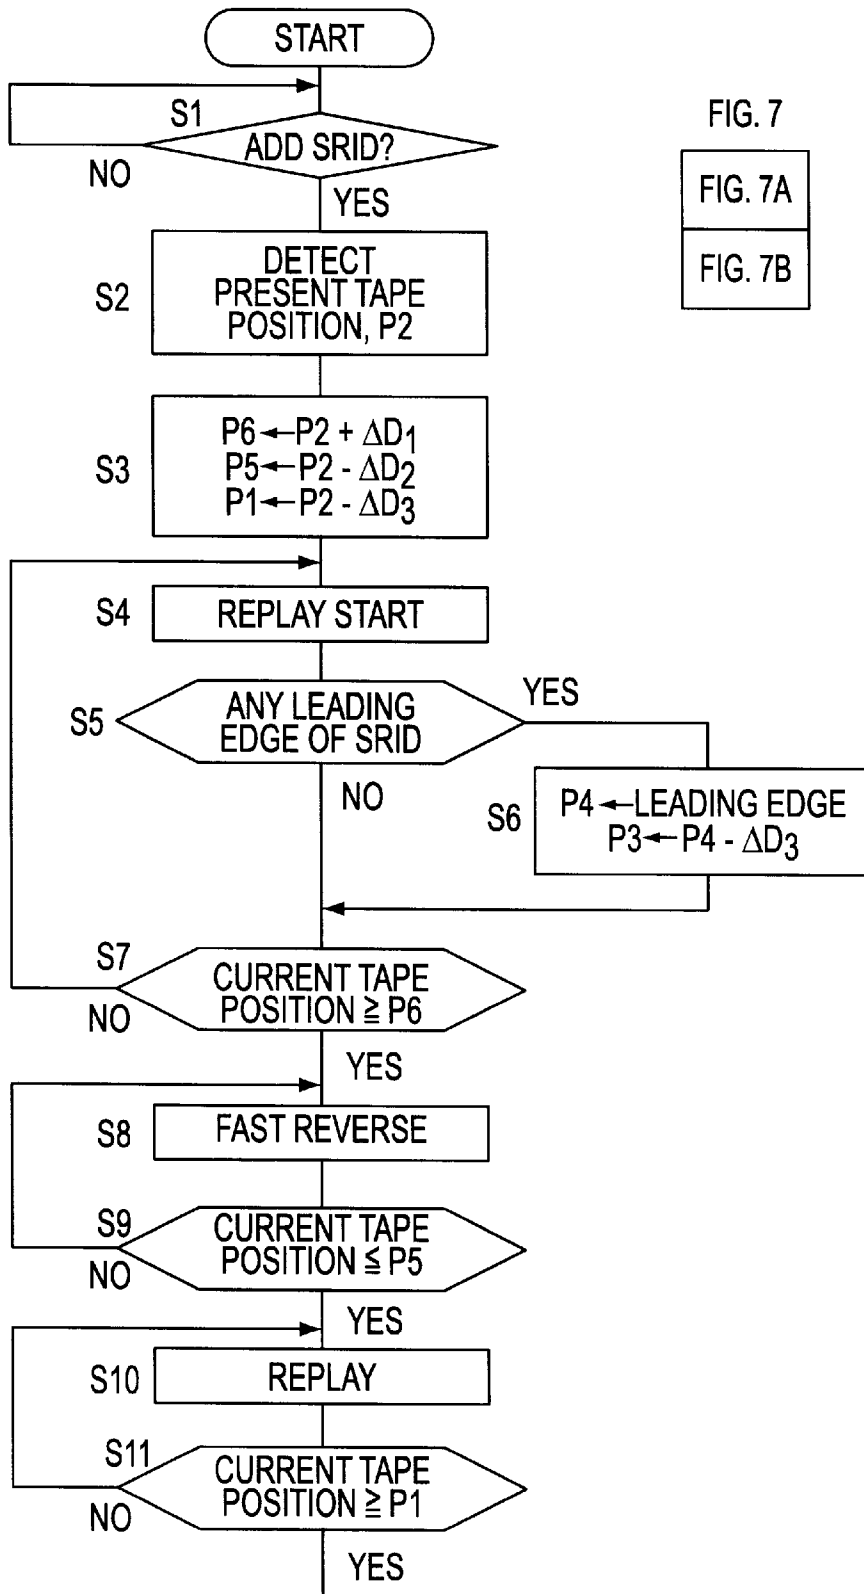 START
S1
ADD SRID?
NO
YES
FIG. 7
FIG. 7A
FIG. 7B
S2
DETECT
PRESENT TAPE
POSITION, P2
S3
P6←P2 + ΔD1
P5←P2 - ΔD2
P1←P2 - ΔD3
S4
REPLAY START
S5
ANY LEADING
EDGE OF SRID
YES
NO
S6
P4←LEADING EDGE
P3←P4 - ΔD3
S7
CURRENT TAPE
POSITION ≧ P6
NO
YES
S8
FAST REVERSE
S9
CURRENT TAPE
POSITION ≦ P5
NO
YES
S10
REPLAY
S11
CURRENT TAPE
POSITION ≧ P1
NO
YES